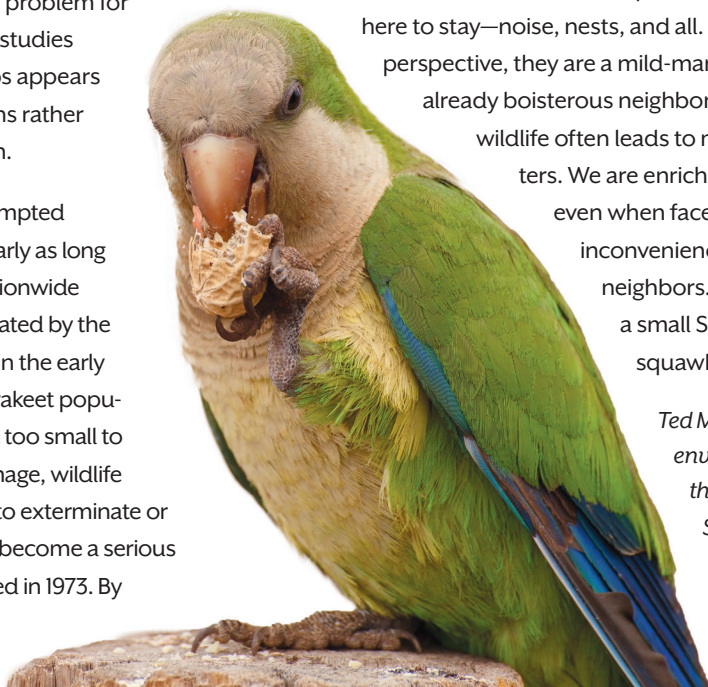 problem for
studies
appears
rather
mpted
arly as long
ionwide
ated by the
n the early
akeet popu-
too small to
nage, wildlife
to exterminate or
become a serious
ed in 1973. By
here to stay—noise, nests, and all.
perspective, they are a mild-
already boisterous neighbor
wildlife often leads to
ters. We are enrich
even when face
inconvenienc
neighbors.
a small S
squawk
Ted M
env
th
S